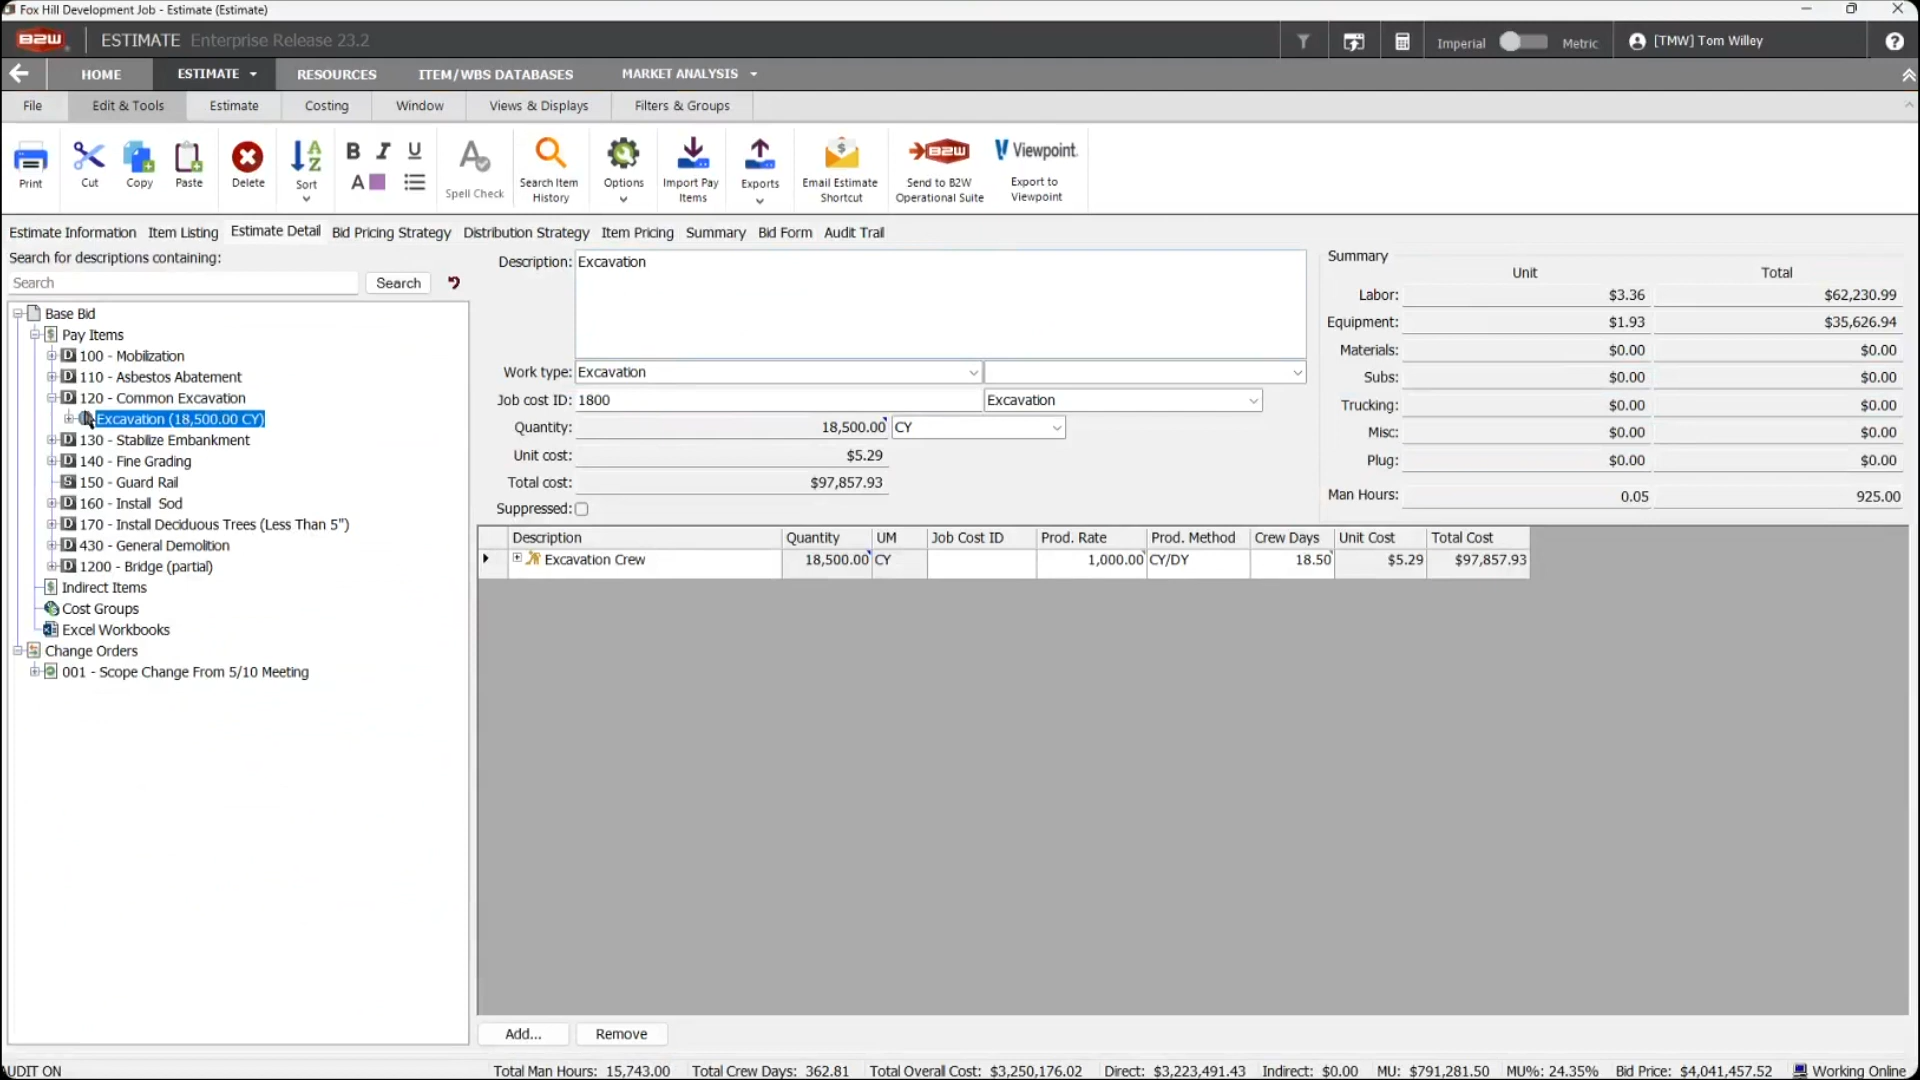 Fox Hill Development Job - Estimate (Estimate)
B2W ESTIMATE Enterprise Release 23.2 Imperial Metric [TMW] Tom Willey ?
HOME ESTIMATE RESOURCES ITEM/WBS DATABASES MARKET ANALYSIS
File Edit & Tools Estimate Costing Window Views & Displays Filters & Groups
Print
Cut
Copy
Paste
Delete
Sort
A
Z
B I U
A
Spell Check
Search Item
History
Options
Import Pay
Items
Exports
Email Estimate
Shortcut
B2W
Send to B2W
Operational Suite
Viewpoint.
Export to
Viewpoint
Estimate Information Item Listing Estimate Detail Bid Pricing Strategy Distribution Strategy Item Pricing Summary Bid Form Audit Trail
Search for descriptions containing:
Search Search
Base Bid
Pay Items
D 100 - Mobilization
D 110 - Asbestos Abatement
D 120 - Common Excavation
Excavation (18,500.00 CY)
D 130 - Stabilize Embankment
D 140 - Fine Grading
S 150 - Guard Rail
D 160 - Install Sod
D 170 - Install Deciduous Trees (Less Than 5")
D 430 - General Demolition
D 1200 - Bridge (partial)
Indirect Items
Cost Groups
Excel Workbooks
Change Orders
001 - Scope Change From 5/10 Meeting
Description: Excavation
Work type: Excavation
Job cost ID: 1800 Excavation
Quantity: 18,500.00 CY
Unit cost: $5.29
Total cost: $97,857.93
Suppressed:
Summary
Unit Total
Labor: $3.36 $62,230.99
Equipment: $1.93 $35,626.94
Materials: $0.00 $0.00
Subs: $0.00 $0.00
Trucking: $0.00 $0.00
Misc: $0.00 $0.00
Plug: $0.00 $0.00
Man Hours: 0.05 925.00
Description Quantity UM Job Cost ID Prod. Rate Prod. Method Crew Days Unit Cost Total Cost
Excavation Crew 18,500.00 CY 1,000.00 CY/DY 18.50 $5.29 $97,857.93
Add... Remove
UDIT ON Total Man Hours: 15,743.00 Total Crew Days: 362.81 Total Overall Cost: $3,250,176.02 Direct: $3,223,491.43 Indirect: $0.00 MU: $791,281.50 MU%: 24.35% Bid Price: $4,041,457.52 Working Online